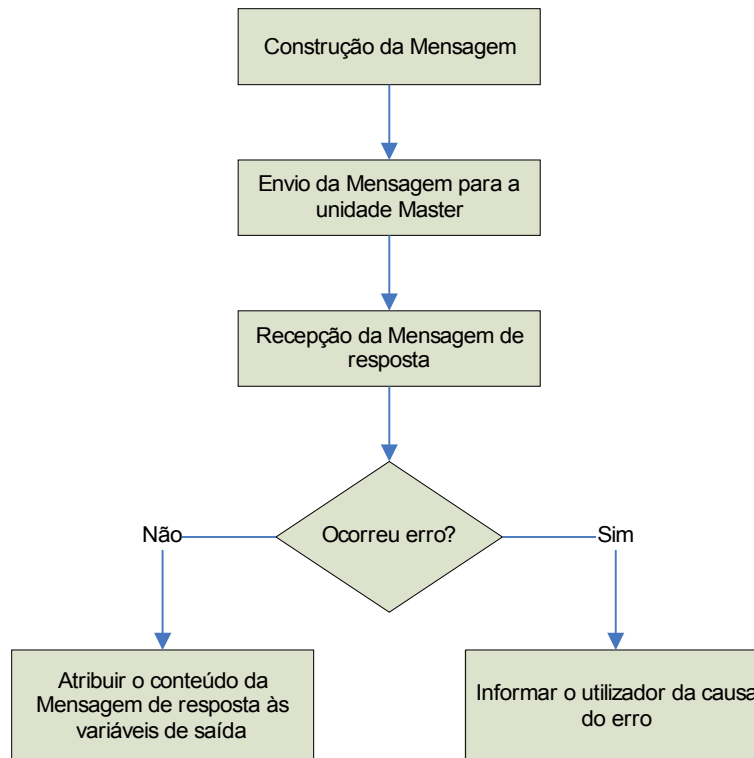 Construção da Mensagem
Envio da Mensagem para a
unidade Master
Recepção da Mensagem de
resposta
Ocorreu erro?
Não
Sim
Atribuir o conteúdo da
Mensagem de resposta às
variáveis de saída
Informar o utilizador da causa
do erro